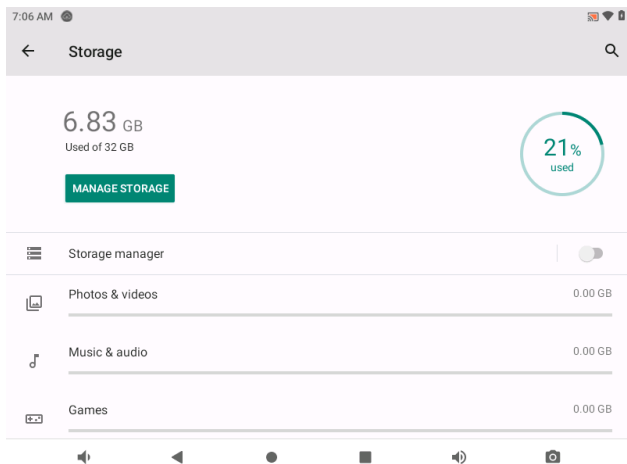 7:06 AM
Storage
6.83 GB
Used of 32 GB
21%
used
MANAGE STORAGE
Storage manager
Photos & videos 0.00 GB
Music & audio 0.00 GB
Games 0.00 GB